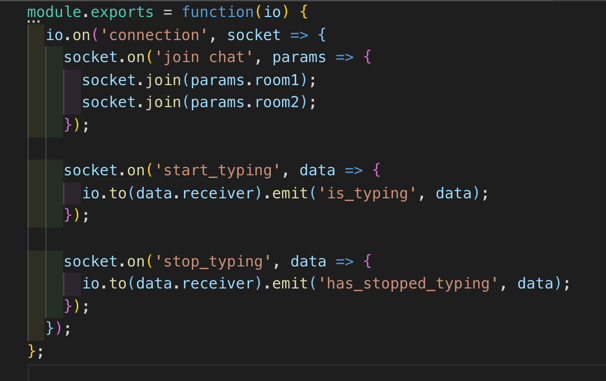 module.exports = function(io) {
io.on('connection', socket => {
socket.on('join chat', params => {
socket.join(params.room1);
socket.join(params.room2);
});
socket.on('start_typing', data => {
io.to(data.receiver).emit('is_typing', data);
});
socket.on('stop_typing', data => {
io.to(data.receiver).emit('has_stopped_typing', data);
});
});
};